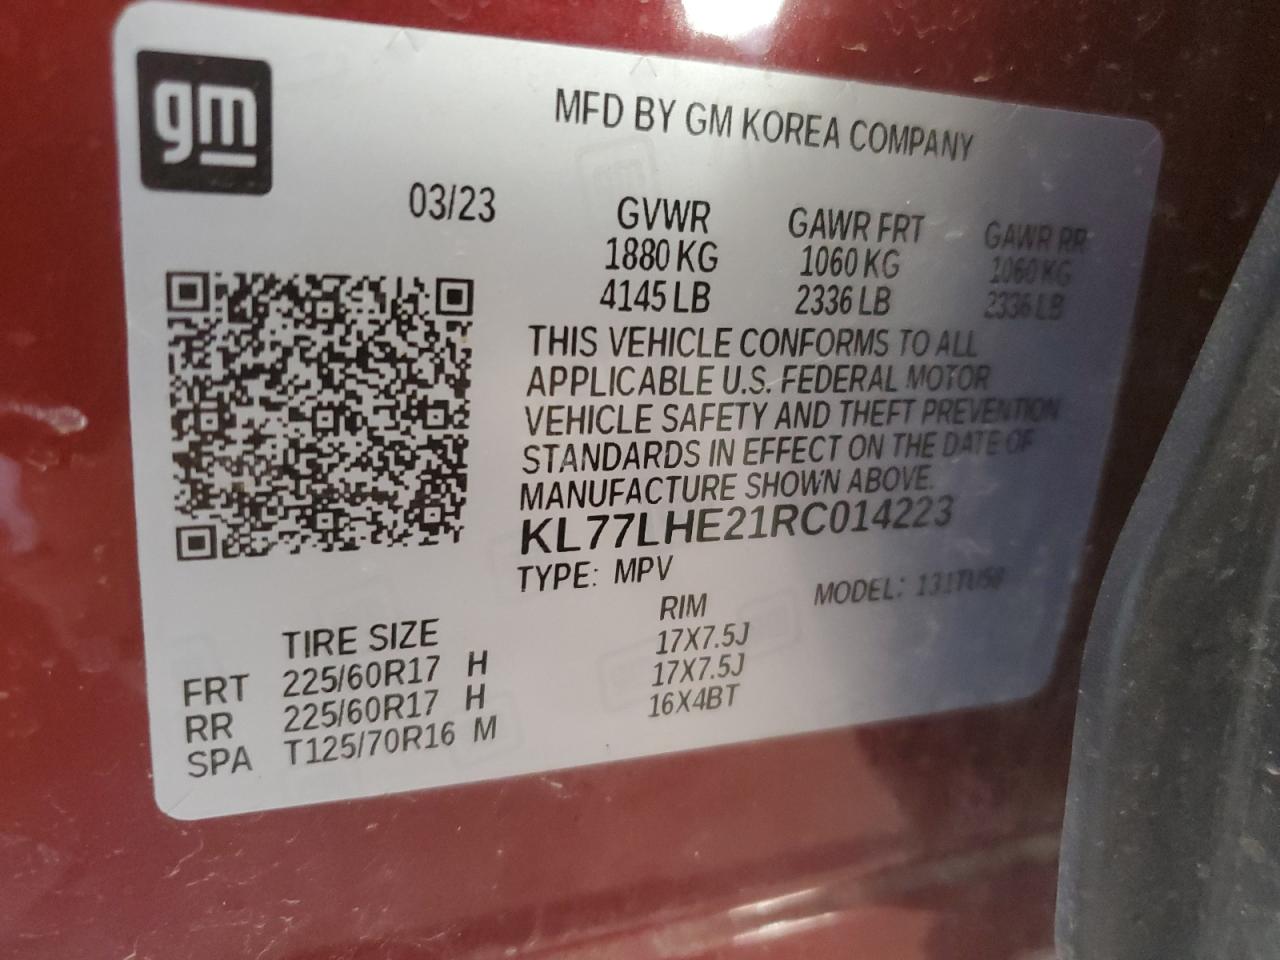 gm
MFD BY GM KOREA COMPANY
03/23
GVWR GAWR FRT GAWR RR
1880 KG 1060 KG 1060 KG
4145 LB 2336 LB 2336 LB
THIS VEHICLE CONFORMS TO ALL
APPLICABLE U.S. FEDERAL MOTOR
VEHICLE SAFETY AND THEFT PREVENTION
STANDARDS IN EFFECT ON THE DATE OF
MANUFACTURE SHOWN ABOVE.
KL77LHE21RC014223
TYPE: MPV MODEL: 131TU58
TIRE SIZE RIM
FRT 225/60R17 H 17X7.5J
RR 225/60R17 H 17X7.5J
SPA T125/70R16 M 16X4BT